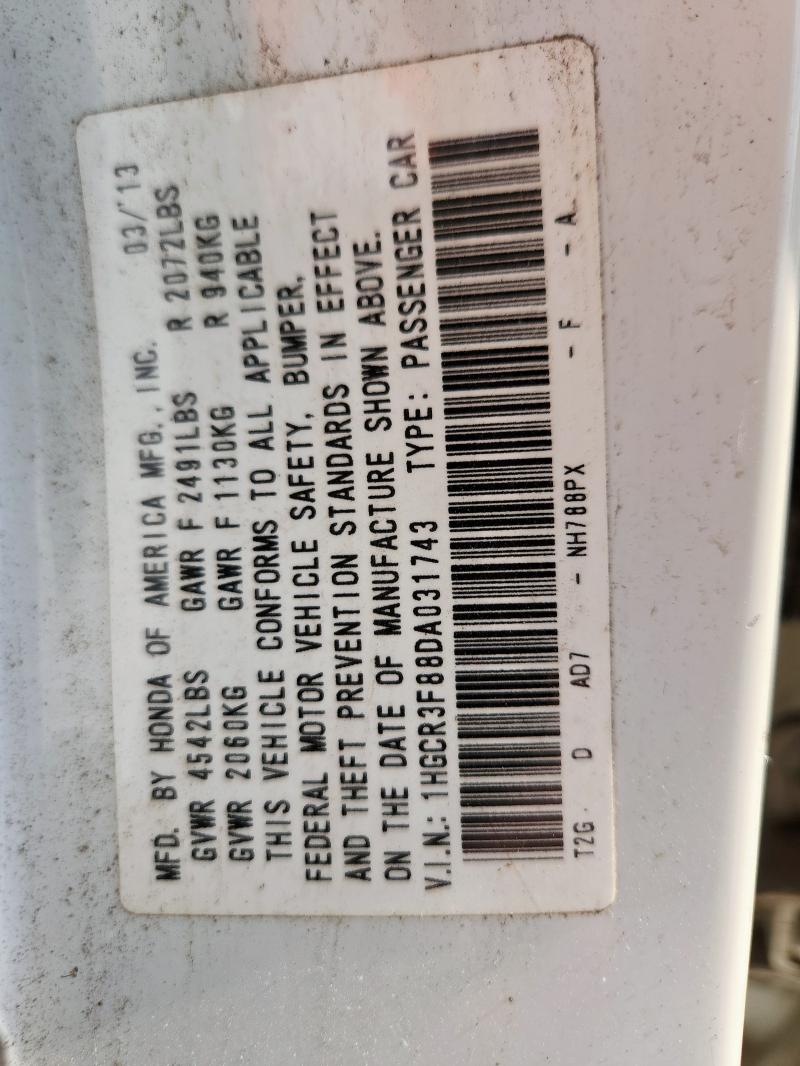 MFD. BY HONDA OF AMERICA MFG., INC. 03/'13
GVWR 4542LBS GAWR F 2491LBS R 2072LBS
GVWR 2060KG GAWR F 1130KG R 940KG
THIS VEHICLE CONFORMS TO ALL APPLICABLE
FEDERAL MOTOR VEHICLE SAFETY, BUMPER,
AND THEFT PREVENTION STANDARDS IN EFFECT
ON THE DATE OF MANUFACTURE SHOWN ABOVE.
V.I.N.: 1HGCR3F88DA031743 TYPE: PASSENGER CAR
T2G D AD7 - NH788PX - F - A